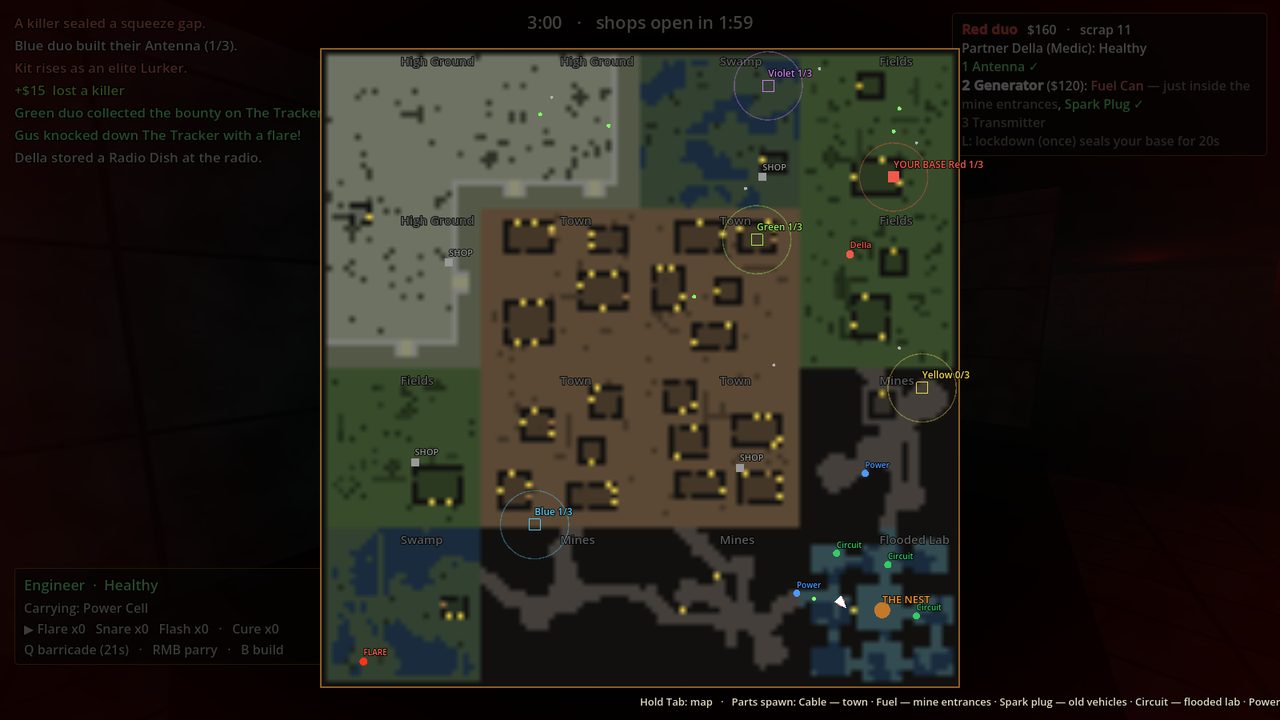 A killer sealed a squeeze gap.
Blue duo built their Antenna (1/3).
Kit rises as an elite Lurker.
+$15 lost a killer
Green duo collected the bounty on The Tracker
Gus knocked down The Tracker with a flare!
Della stored a Radio Dish at the radio.
3:00 · shops open in 1:59
Red duo $160 · scrap 11
Partner Della (Medic): Healthy
1 Antenna ✓
2 Generator ($120): Fuel Can — just inside the
mine entrances, Spark Plug ✓
3 Transmitter
L: lockdown (once) seals your base for 20s
High Ground
High Ground
Swamp
Fields
Violet 1/3
SHOP
YOUR BASE Red 1/3
High Ground
Town
Town
Fields
Green 1/3
SHOP
Della
Fields
Town
Town
Mines
Yellow 0/3
SHOP
SHOP
Power
Blue 1/3
Swamp
Mines
Mines
Flooded Lab
Circuit
Circuit
Power
THE NEST
Circuit
FLARE
Engineer · Healthy
Carrying: Power Cell
▶ Flare x0 Snare x0 Flash x0 · Cure x0
Q barricade (21s) · RMB parry · B build
Hold Tab: map · Parts spawn: Cable — town · Fuel — mine entrances · Spark plug — old vehicles · Circuit — flooded lab · Power